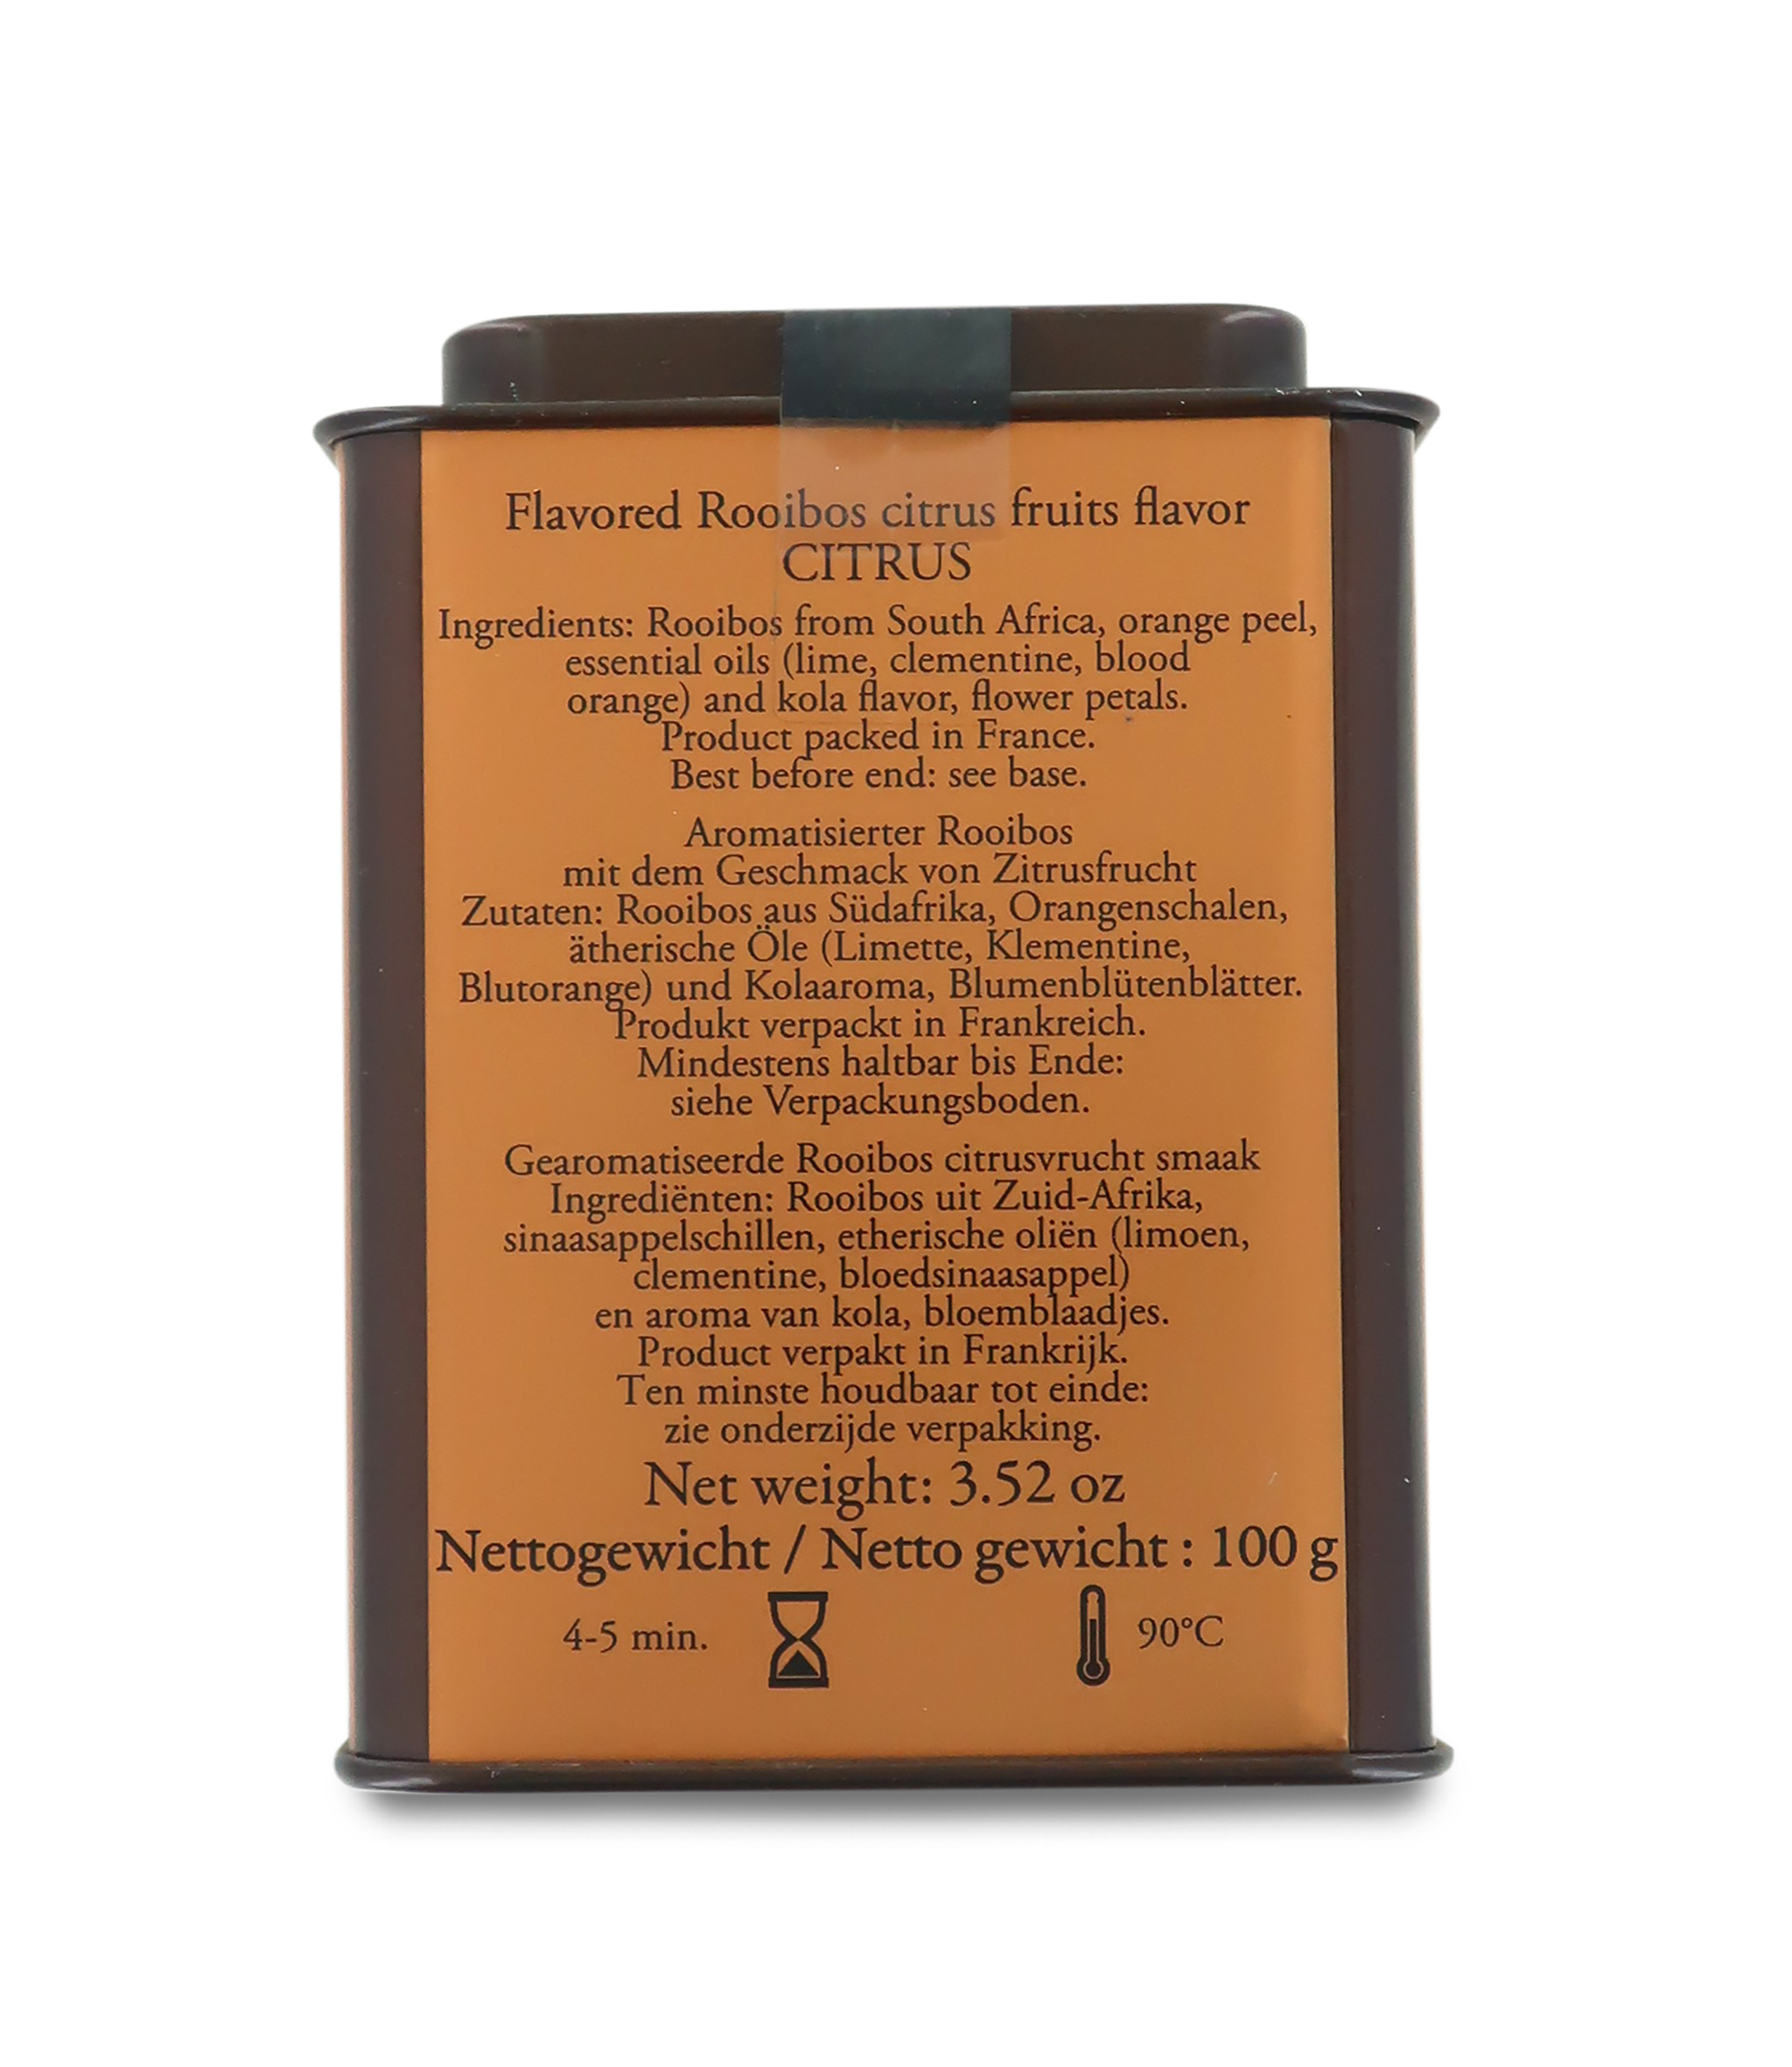 Flavored Rooibos citrus fruits flavor
CITRUS
Ingredients: Rooibos from South Africa, orange peel,
essential oils (lime, clementine, blood
orange) and kola flavor, flower petals.
Product packed in France.
Best before end: see base.
Aromatisierter Rooibos
mit dem Geschmack von Zitrusfrucht
Zutaten: Rooibos aus Südafrika, Orangenschalen,
ätherische Öle (Limette, Klementine,
Blutorange) und Kolaaroma, Blumenblütenblätter.
Produkt verpackt in Frankreich.
Mindestens haltbar bis Ende:
siehe Verpackungsboden.
Gearomatiseerde Rooibos citrusvrucht smaak
Ingrediënten: Rooibos uit Zuid-Afrika,
sinaasappelschillen, etherische oliën (limoen,
clementine, bloedsinaasappel)
en aroma van kola, bloemblaadjes.
Product verpakt in Frankrijk.
Ten minste houdbaar tot einde:
zie onderzijde verpakking.
Net weight: 3.52 oz
Nettogewicht / Netto gewicht : 100 g
4-5 min. 90°C